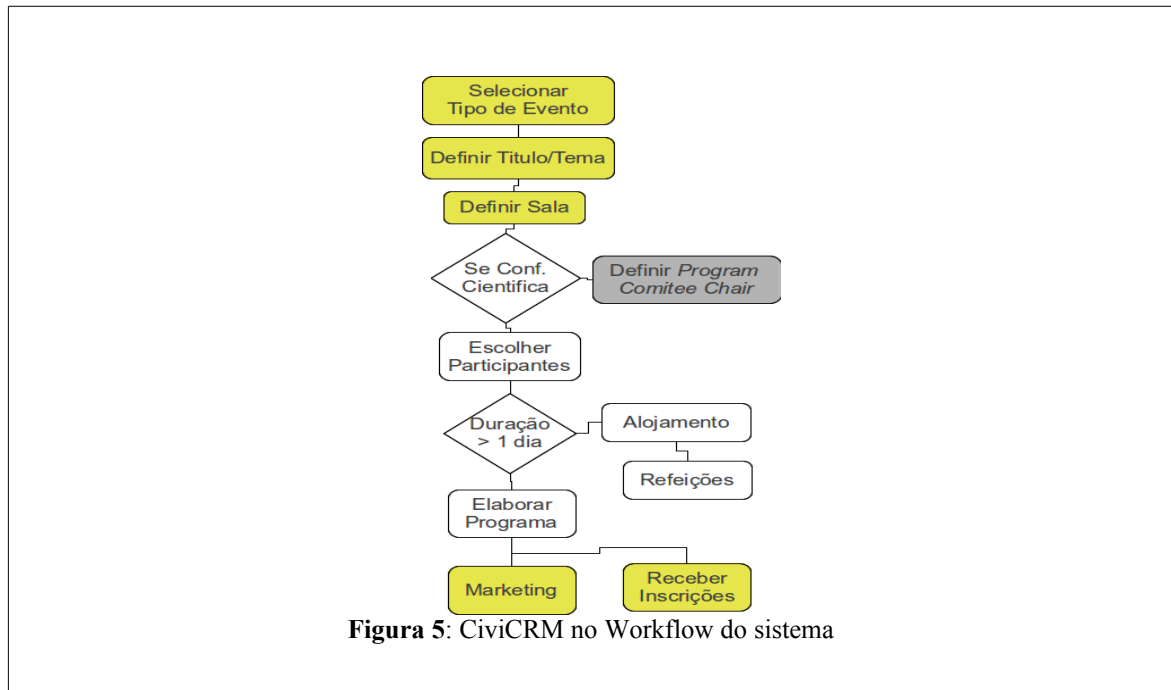 Selecionar
Tipo de Evento
Definir Titulo/Tema
Definir Sala
Se Conf.
Cientifica
Definir Program
Comitee Chair
Escolher
Participantes
Duração
> 1 dia
Alojamento
Refeições
Elaborar
Programa
Marketing
Receber
Inscrições
Figura 5: CiviCRM no Workflow do sistema